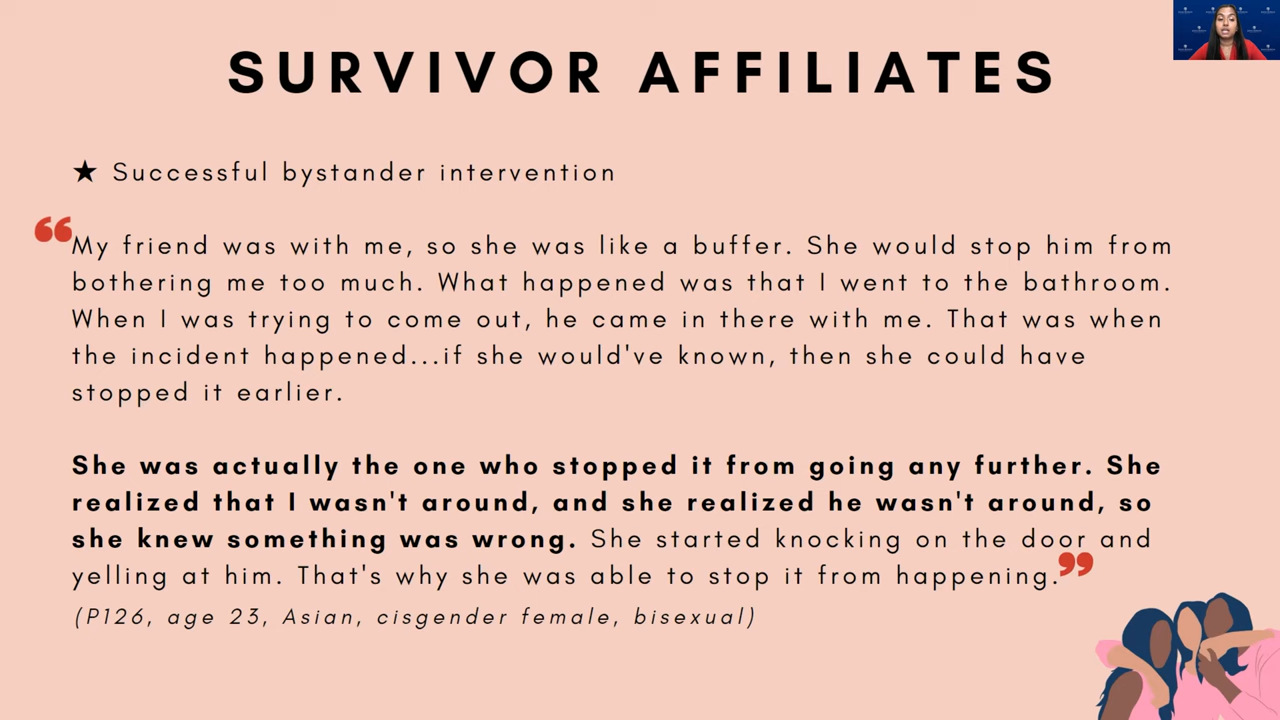 SURVIVOR AFFILIATES
★ Successful bystander intervention
“My friend was with me, so she was like a buffer. She would stop him from
bothering me too much. What happened was that I went to the bathroom.
When I was trying to come out, he came in there with me. That was when
the incident happened...if she would've known, then she could have
stopped it earlier.
She was actually the one who stopped it from going any further. She
realized that I wasn't around, and she realized he wasn't around, so
she knew something was wrong. She started knocking on the door and
yelling at him. That's why she was able to stop it from happening.”
(P126, age 23, Asian, cisgender female, bisexual)